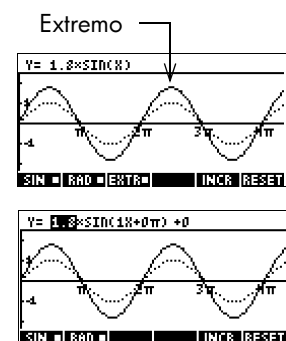 Extremo
Y= 1.8×SIN(X)
1
π 2π 3π 4π
-1
SIN RAD EXTR INCR RESET
Y= 1.8×SIN(1X+0π) +0
1
π 2π 3π 4π
-1
SIN RAD INCR RESET